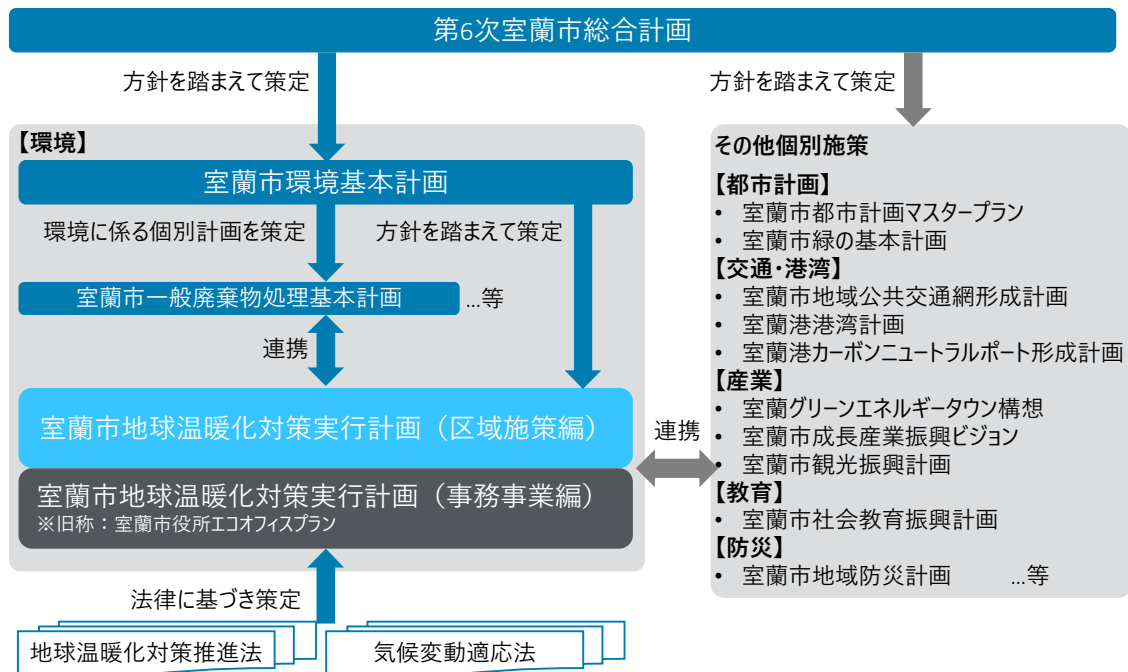 第6次室蘭市総合計画
方針を踏まえて策定
方針を踏まえて策定
【環境】
室蘭市環境基本計画
環境に係る個別計画を策定
方針を踏まえて策定
室蘭市一般廃棄物処理基本計画
...等
連携
室蘭市地球温暖化対策実行計画（区域施策編）
室蘭市地球温暖化対策実行計画（事務事業編）
※旧称：室蘭市役所エコオフィスプラン
法律に基づき策定
地球温暖化対策推進法
気候変動適応法
連携
その他個別施策
【都市計画】
• 室蘭市都市計画マスタープラン
• 室蘭市緑の基本計画
【交通・港湾】
• 室蘭市地域公共交通網形成計画
• 室蘭港港湾計画
• 室蘭港カーボンニュートラルポート形成計画
【産業】
• 室蘭グリーンエネルギータウン構想
• 室蘭市成長産業振興ビジョン
• 室蘭市観光振興計画
【教育】
• 室蘭市社会教育振興計画
【防災】
• 室蘭市地域防災計画 ...等